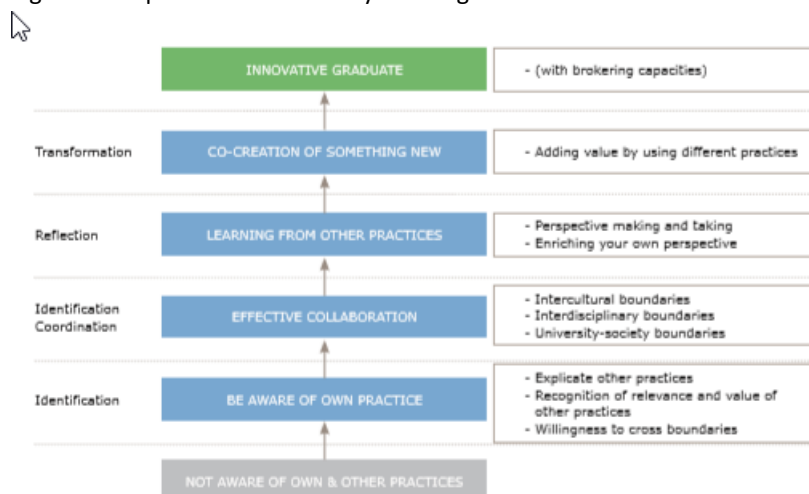 INNOVATIVE GRADUATE
- (with brokering capacities)
Transformation
CO-CREATION OF SOMETHING NEW
- Adding value by using different practices
Reflection
LEARNING FROM OTHER PRACTICES
- Perspective making and taking
- Enriching your own perspective
Identification
Coordination
EFFECTIVE COLLABORATION
- Intercultural boundaries
- Interdisciplinary boundaries
- University-society boundaries
Identification
BE AWARE OF OWN PRACTICE
- Explicate other practices
- Recognition of relevance and value of
other practices
- Willingness to cross boundaries
NOT AWARE OF OWN & OTHER PRACTICES